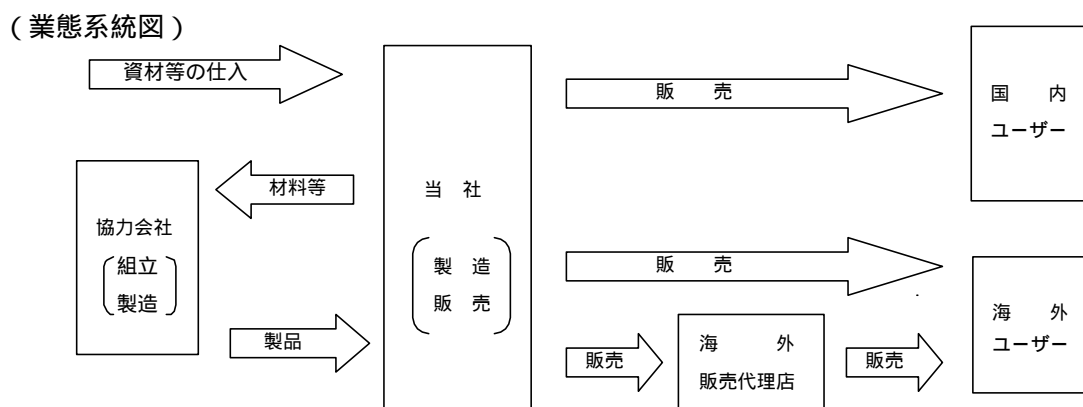 (業態系統図)
資材等の仕入
販 売
国 内
ユーザー
材料等
当 社
協力会社
組立
製造
製 造
販 売
販 売
製品
海 外
ユーザー
販売
海 外
販売代理店
販売